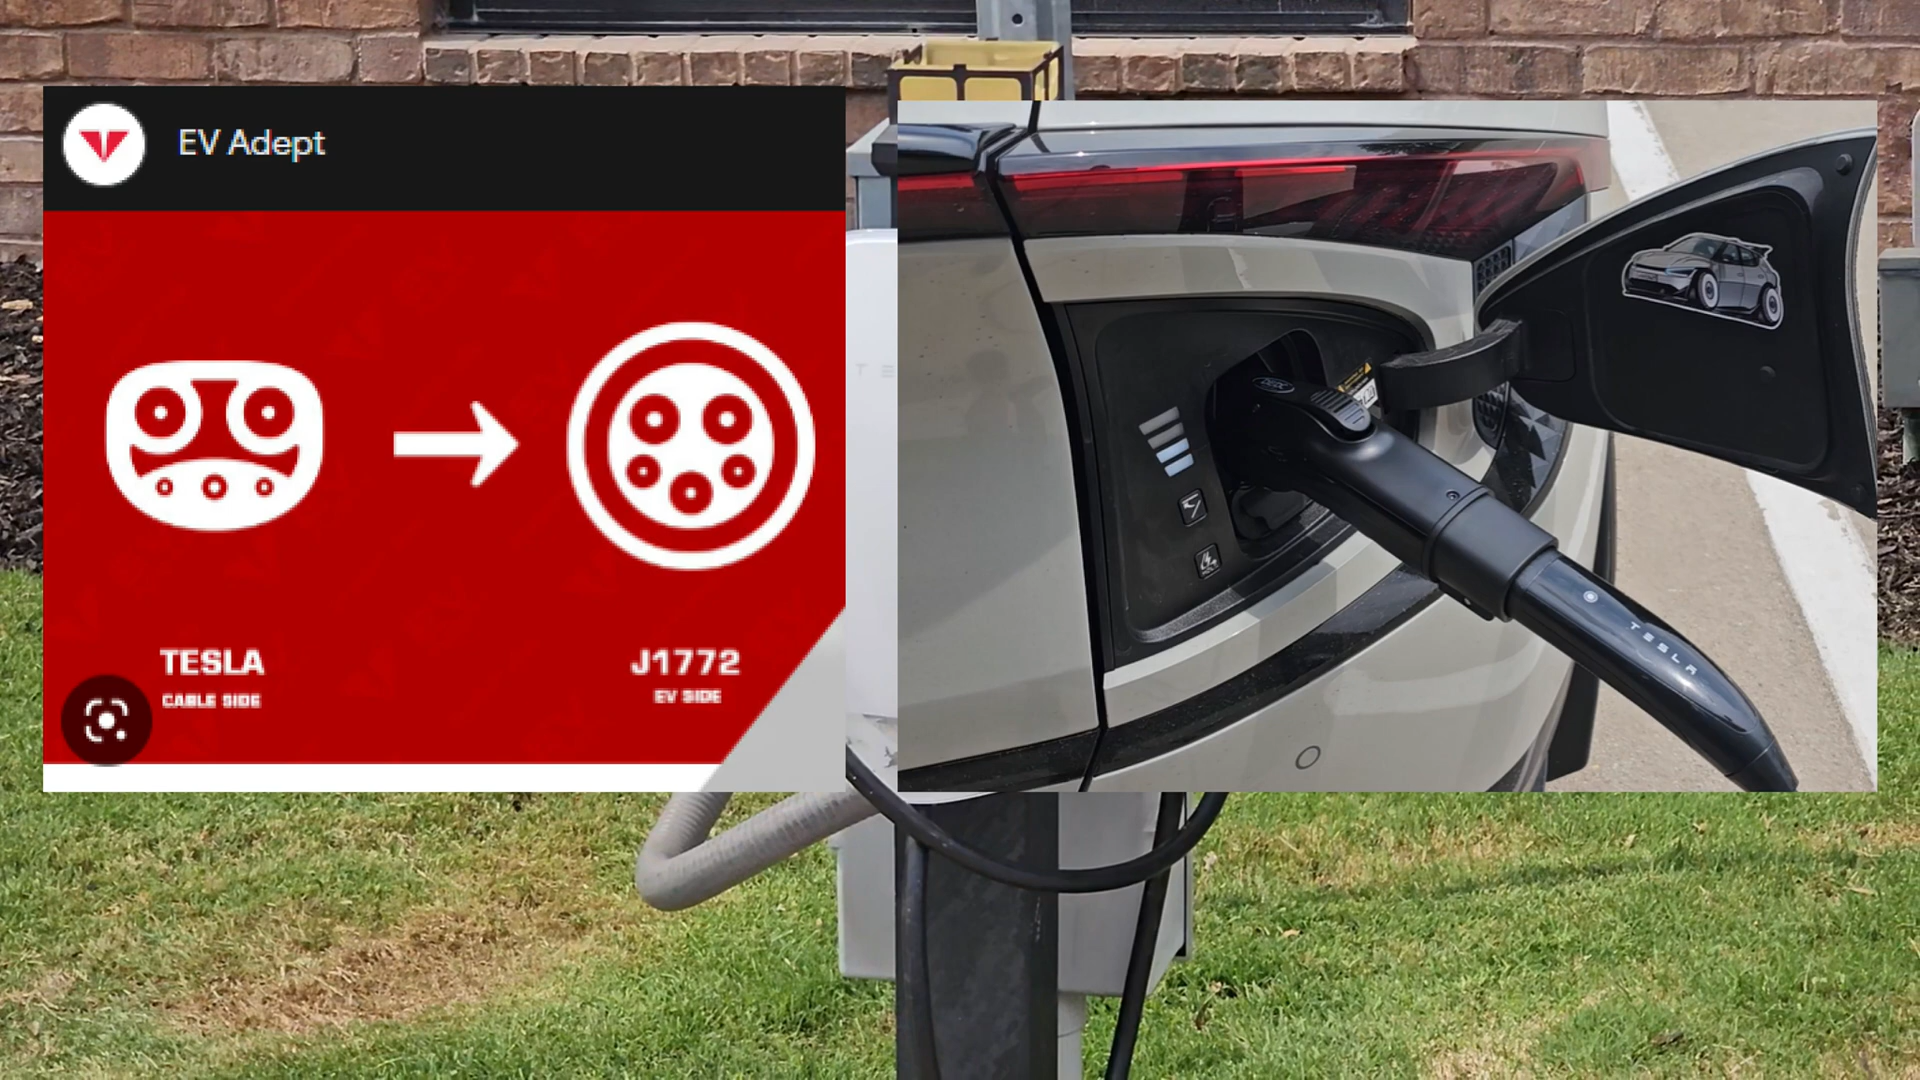 EV Adept
TESLA
CABLE SIDE
J1772
EV SIDE
TESLA